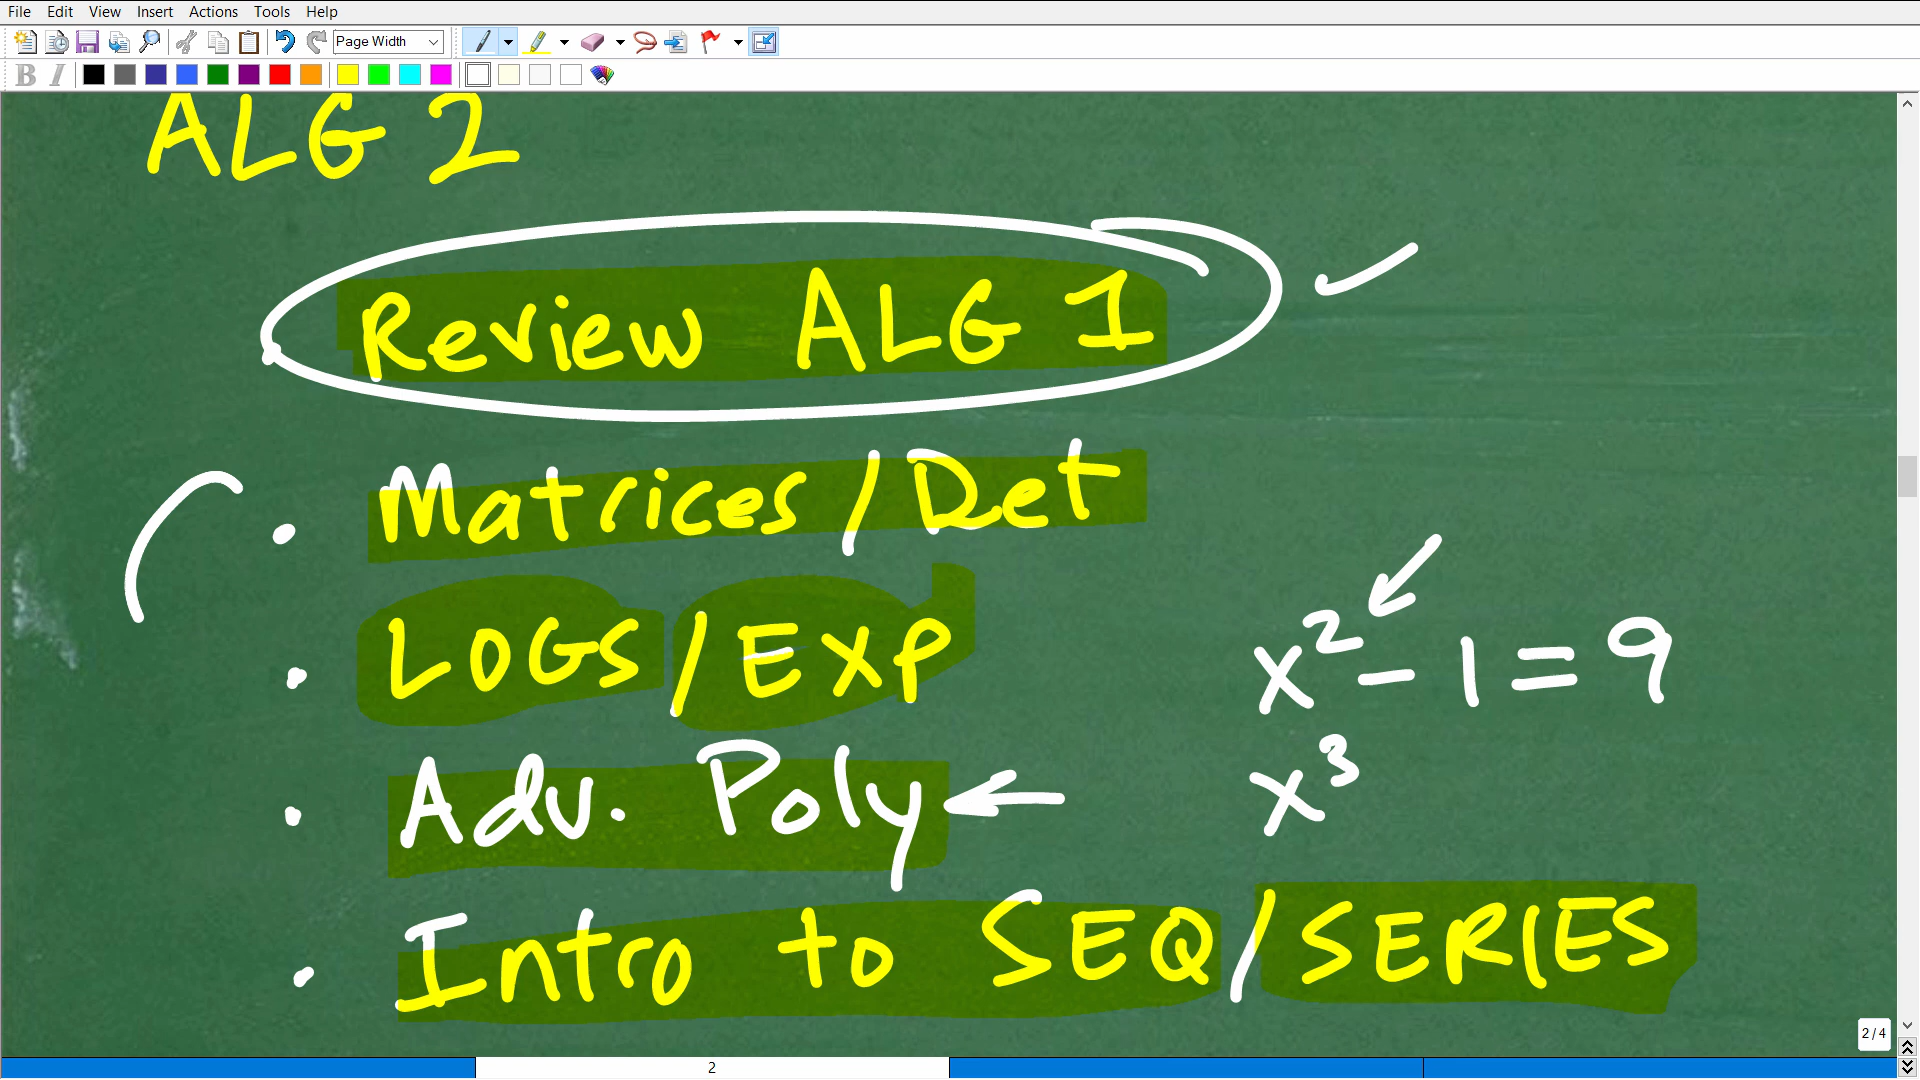 File Edit View Insert Actions Tools Help
Page Width
B I
ALG 2
Review ALG 1
• Matrices / Det
• LOGS / EXP
x² - 1 = 9
• Adv. Poly ←
x³
• Intro to SEQ / SERIES
2 / 4
2